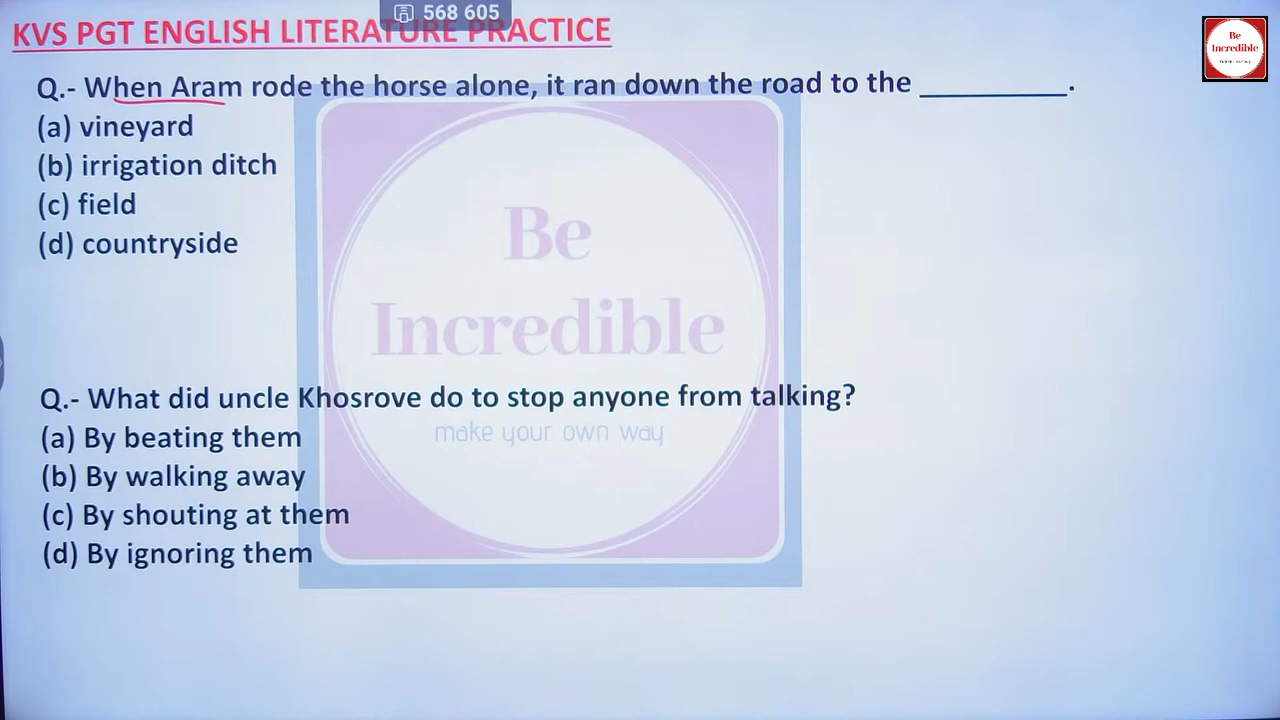 568 605
KVS PGT ENGLISH LITERATURE PRACTICE
Be
Incredible
Q.- When Aram rode the horse alone, it ran down the road to the __________.
(a) vineyard
(b) irrigation ditch
(c) field
(d) countryside
Be
Incredible
make your own way
Q.- What did uncle Khosrove do to stop anyone from talking?
(a) By beating them
(b) By walking away
(c) By shouting at them
(d) By ignoring them